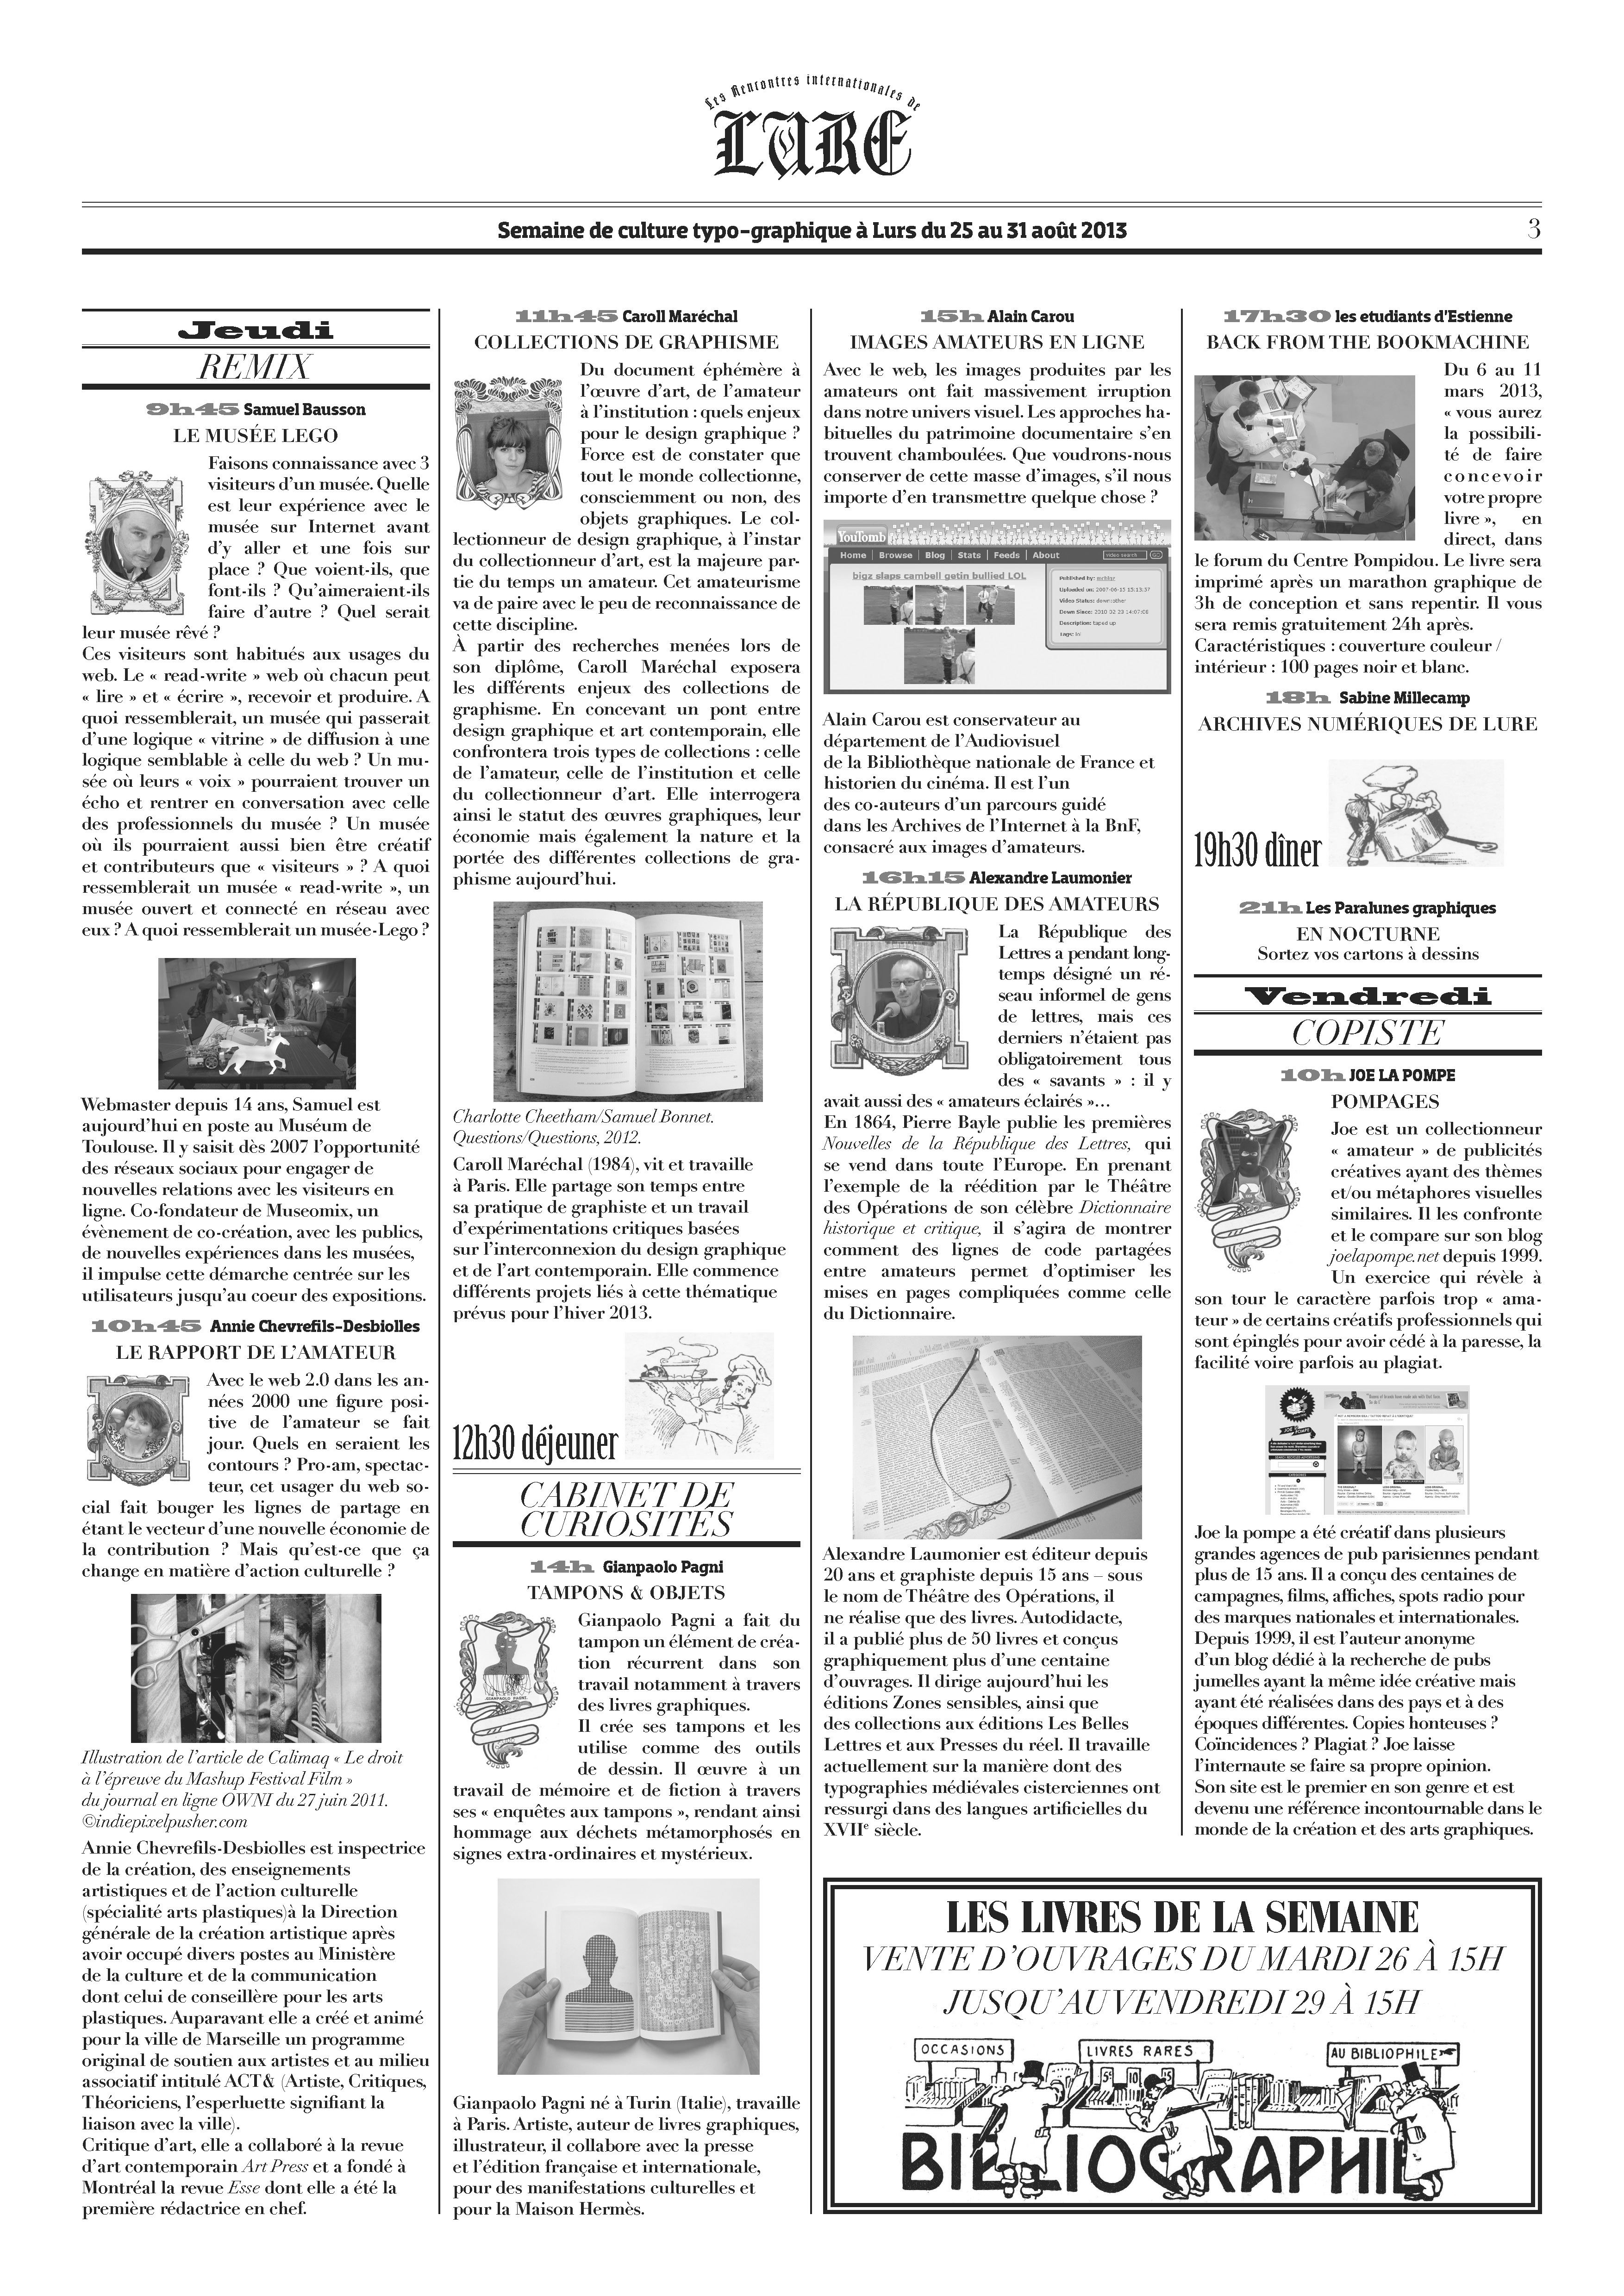 Les Rencontres internationales de
LURE
Semaine de culture typo-graphique à Lurs du 25 au 31 août 2013
3
Jeudi
REMIX
9h45 Samuel Bausson
LE MUSÉE LEGO
Faisons connaissance avec 3
visiteurs d’un musée. Quelle
est leur expérience avec le
musée sur Internet avant
d’y aller et une fois sur
place ? Que voient-ils, que
font-ils ? Qu’aimeraient-ils
faire d’autre ? Quel serait
leur musée rêvé ?
Ces visiteurs sont habitués aux usages du
web. Le « read-write » web où chacun peut
« lire » et « écrire », recevoir et produire. A
quoi ressemblerait, un musée qui passerait
d’une logique « vitrine » de diffusion à une
logique semblable à celle du web ? Un mu-
sée où leurs « voix » pourraient trouver un
écho et rentrer en conversation avec celle
des professionnels du musée ? Un musée
où ils pourraient aussi bien être créatif
et contributeurs que « visiteurs » ? A quoi
ressemblerait un musée « read-write », un
musée ouvert et connecté en réseau avec
eux ? A quoi ressemblerait un musée-Lego ?
Webmaster depuis 14 ans, Samuel est
aujourd’hui en poste au Muséum de
Toulouse. Il y saisit dès 2007 l’opportunité
des réseaux sociaux pour engager de
nouvelles relations avec les visiteurs en
ligne. Co-fondateur de Museomix, un
évènement de co-création, avec les publics,
de nouvelles expériences dans les musées,
il impulse cette démarche centrée sur les
utilisateurs jusqu’au coeur des expositions.
10h45 Annie Chevrefils-Desbiolles
LE RAPPORT DE L’AMATEUR
Avec le web 2.0 dans les an-
nées 2000 une figure posi-
tive de l’amateur se fait
jour. Quels en seraient les
contours ? Pro-am, spectac-
teur, cet usager du web so-
cial fait bouger les lignes de partage en
étant le vecteur d’une nouvelle économie de
la contribution ? Mais qu’est-ce que ça
change en matière d’action culturelle ?
Illustration de l’article de Calimaq « Le droit
à l’épreuve du Mashup Festival Film »
du journal en ligne OWNI du 27 juin 2011.
©indiepixelpusher.com
Annie Chevrefils-Desbiolles est inspectrice
de la création, des enseignements
artistiques et de l’action culturelle
(spécialité arts plastiques)à la Direction
générale de la création artistique après
avoir occupé divers postes au Ministère
de la culture et de la communication
dont celui de conseillère pour les arts
plastiques. Auparavant elle a créé et animé
pour la ville de Marseille un programme
original de soutien aux artistes et au milieu
associatif intitulé ACT& (Artiste, Critiques,
Théoriciens, l’esperluette signifiant la
liaison avec la ville).
Critique d’art, elle a collaboré à la revue
d’art contemporain Art Press et a fondé à
Montréal la revue Esse dont elle a été la
première rédactrice en chef.
11h45 Caroll Maréchal
COLLECTIONS DE GRAPHISME
Du document éphémère à
l’œuvre d’art, de l’amateur
à l’institution : quels enjeux
pour le design graphique ?
Force est de constater que
tout le monde collectionne,
consciemment ou non, des
objets graphiques. Le col-
lectionneur de design graphique, à l’instar
du collectionneur d’art, est la majeure par-
tie du temps un amateur. Cet amateurisme
va de paire avec le peu de reconnaissance de
cette discipline.
À partir des recherches menées lors de
son diplôme, Caroll Maréchal exposera
les différents enjeux des collections de
graphisme. En concevant un pont entre
design graphique et art contemporain, elle
confrontera trois types de collections : celle
de l’amateur, celle de l’institution et celle
du collectionneur d’art. Elle interrogera
ainsi le statut des œuvres graphiques, leur
économie mais également la nature et la
portée des différentes collections de gra-
phisme aujourd’hui.
Charlotte Cheetham/Samuel Bonnet.
Questions/Questions, 2012.
Caroll Maréchal (1984), vit et travaille
à Paris. Elle partage son temps entre
sa pratique de graphiste et un travail
d’expérimentations critiques basées
sur l’interconnexion du design graphique
et de l’art contemporain. Elle commence
différents projets liés à cette thématique
prévus pour l’hiver 2013.
12h30 déjeuner
CABINET DE
CURIOSITÉS
14h Gianpaolo Pagni
TAMPONS & OBJETS
GIANPAOLO PAGNI
Gianpaolo Pagni a fait du
tampon un élément de créa-
tion récurrent dans son
travail notamment à travers
des livres graphiques.
Il crée ses tampons et les
utilise comme des outils
de dessin. Il œuvre à un
travail de mémoire et de fiction à travers
ses « enquêtes aux tampons », rendant ainsi
hommage aux déchets métamorphosés en
signes extra-ordinaires et mystérieux.
Gianpaolo Pagni né à Turin (Italie), travaille
à Paris. Artiste, auteur de livres graphiques,
illustrateur, il collabore avec la presse
et l’édition française et internationale,
pour des manifestations culturelles et
pour la Maison Hermès.
15h Alain Carou
IMAGES AMATEURS EN LIGNE
Avec le web, les images produites par les
amateurs ont fait massivement irruption
dans notre univers visuel. Les approches ha-
bituelles du patrimoine documentaire s’en
trouvent chamboulées. Que voudrons-nous
conserver de cette masse d’images, s’il nous
importe d’en transmettre quelque chose ?
YouTomb
Home | Browse | Blog | Stats | Feeds | About
video search
bigz slaps cambell getin bullied LOL
Published by:
Uploaded on: 2007-06-15 15:13:37
Video Status: down:other
Down Since: 2010-02-23 14:07:08
Description: taped up
Tags: lol
Alain Carou est conservateur au
département de l’Audiovisuel
de la Bibliothèque nationale de France et
historien du cinéma. Il est l’un
des co-auteurs d’un parcours guidé
dans les Archives de l’Internet à la BnF,
consacré aux images d’amateurs.
16h15 Alexandre Laumonier
LA RÉPUBLIQUE DES AMATEURS
La République des
Lettres a pendant long-
temps désigné un ré-
seau informel de gens
de lettres, mais ces
derniers n’étaient pas
obligatoirement tous
des « savants » : il y
avait aussi des « amateurs éclairés »…
En 1864, Pierre Bayle publie les premières
Nouvelles de la République des Lettres, qui
se vend dans toute l’Europe. En prenant
l’exemple de la réédition par le Théâtre
des Opérations de son célèbre Dictionnaire
historique et critique, il s’agira de montrer
comment des lignes de code partagées
entre amateurs permet d’optimiser les
mises en pages compliquées comme celle
du Dictionnaire.
Alexandre Laumonier est éditeur depuis
20 ans et graphiste depuis 15 ans – sous
le nom de Théâtre des Opérations, il
ne réalise que des livres. Autodidacte,
il a publié plus de 50 livres et conçus
graphiquement plus d’une centaine
d’ouvrages. Il dirige aujourd’hui les
éditions Zones sensibles, ainsi que
des collections aux éditions Les Belles
Lettres et aux Presses du réel. Il travaille
actuellement sur la manière dont des
typographies médiévales cisterciennes ont
ressurgi dans des langues artificielles du
XVIIe siècle.
17h30 les etudiants d’Estienne
BACK FROM THE BOOKMACHINE
Du 6 au 11
mars 2013,
« vous aurez
la possibili-
té de faire
concevoir
votre propre
livre », en
direct, dans
le forum du Centre Pompidou. Le livre sera
imprimé après un marathon graphique de
3h de conception et sans repentir. Il vous
sera remis gratuitement 24h après.
Caractéristiques : couverture couleur /
intérieur : 100 pages noir et blanc.
18h Sabine Millecamp
ARCHIVES NUMÉRIQUES DE LURE
19h30 dîner
21h Les Paralunes graphiques
EN NOCTURNE
Sortez vos cartons à dessins
Vendredi
COPISTE
10h JOE LA POMPE
POMPAGES
Joe est un collectionneur
« amateur » de publicités
créatives ayant des thèmes
et/ou métaphores visuelles
similaires. Il les confronte
et le compare sur son blog
joelapompe.net depuis 1999.
Un exercice qui révèle à
son tour le caractère parfois trop « ama-
teur » de certains créatifs professionnels qui
sont épinglés pour avoir cédé à la paresse, la
facilité voire parfois au plagiat.
Joe la pompe a été créatif dans plusieurs
grandes agences de pub parisiennes pendant
plus de 15 ans. Il a conçu des centaines de
campagnes, films, affiches, spots radio pour
des marques nationales et internationales.
Depuis 1999, il est l’auteur anonyme
d’un blog dédié à la recherche de pubs
jumelles ayant la même idée créative mais
ayant été réalisées dans des pays et à des
époques différentes. Copies honteuses ?
Coïncidences ? Plagiat ? Joe laisse
l’internaute se faire sa propre opinion.
Son site est le premier en son genre et est
devenu une référence incontournable dans le
monde de la création et des arts graphiques.
LES LIVRES DE LA SEMAINE
VENTE D’OUVRAGES DU MARDI 26 À 15H
JUSQU’AU VENDREDI 29 À 15H
OCCASIONS
LIVRES RARES
AU BIBLIOPHILE
BIBLIOGRAPHIE